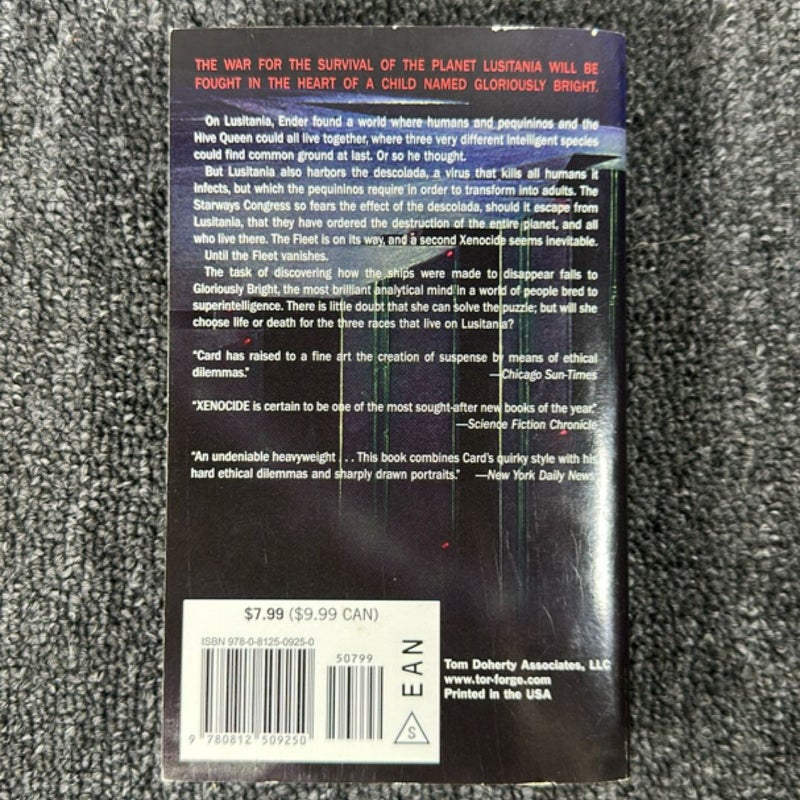 THE WAR FOR THE SURVIVAL OF THE PLANET LUSITANIA WILL BE
FOUGHT IN THE HEART OF A CHILD NAMED GLORIOUSLY BRIGHT.
On Lusitania, Ender found a world where humans and pequininos and the
Hive Queen could all live together, where three very different intelligent species
could find common ground at last. Or so he thought.
But Lusitania also harbors the descolada, a virus that kills all humans it
infects, but which the pequininos require in order to transform into adults. The
Starways Congress so fears the effect of the descolada, should it escape from
Lusitania, that they have ordered the destruction of the entire planet, and all
who live there. The Fleet is on its way, and a second Xenocide seems inevitable.
Until the Fleet vanishes.
The task of discovering how the ships were made to disappear falls to
Gloriously Bright, the most brilliant analytical mind in a world of people bred to
superintelligence. There is little doubt that she can solve the puzzle; but will she
choose life or death for the three races that live on Lusitania?
“Card has raised to a fine art the creation of suspense by means of ethical
dilemmas.” —Chicago Sun-Times
“XENOCIDE is certain to be one of the most sought-after new books of the year.”
—Science Fiction Chronicle
“An undeniable heavyweight . . . This book combines Card’s quirky style with his
hard ethical dilemmas and sharply drawn portraits.” —New York Daily News
$7.99 ($9.99 CAN)
ISBN 978-0-8125-0925-0
50799
9 780812 509250
EAN
S
Tom Doherty Associates, LLC
www.tor-forge.com
Printed in the USA